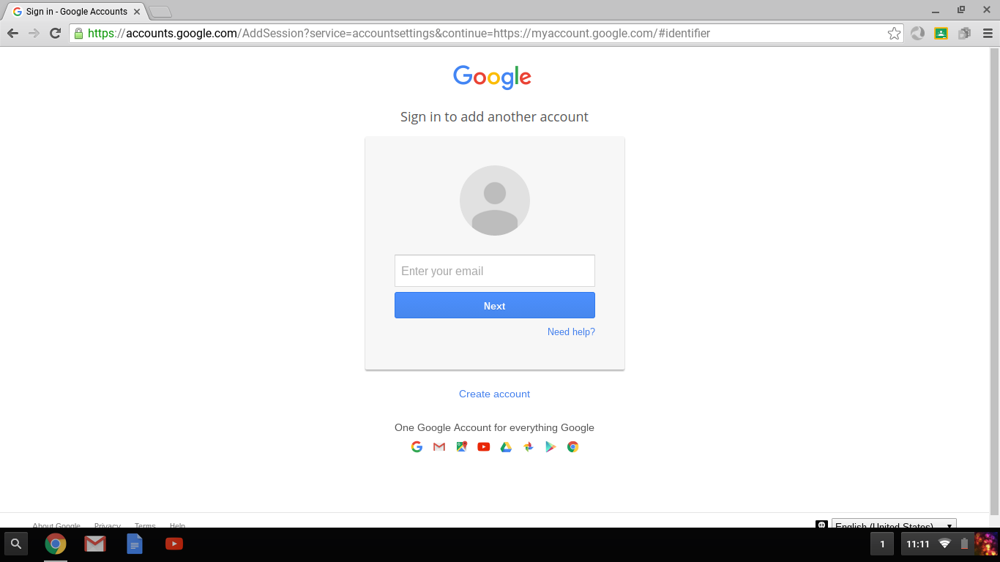 Sign in - Google Accounts
https://accounts.google.com/AddSession?service=accountsettings&continue=https://myaccount.google.com/#identifier
Google
Sign in to add another account
Enter your email
Next
Need help?
Create account
One Google Account for everything Google
About Google Privacy Terms Help
English (United States)
1
11:11